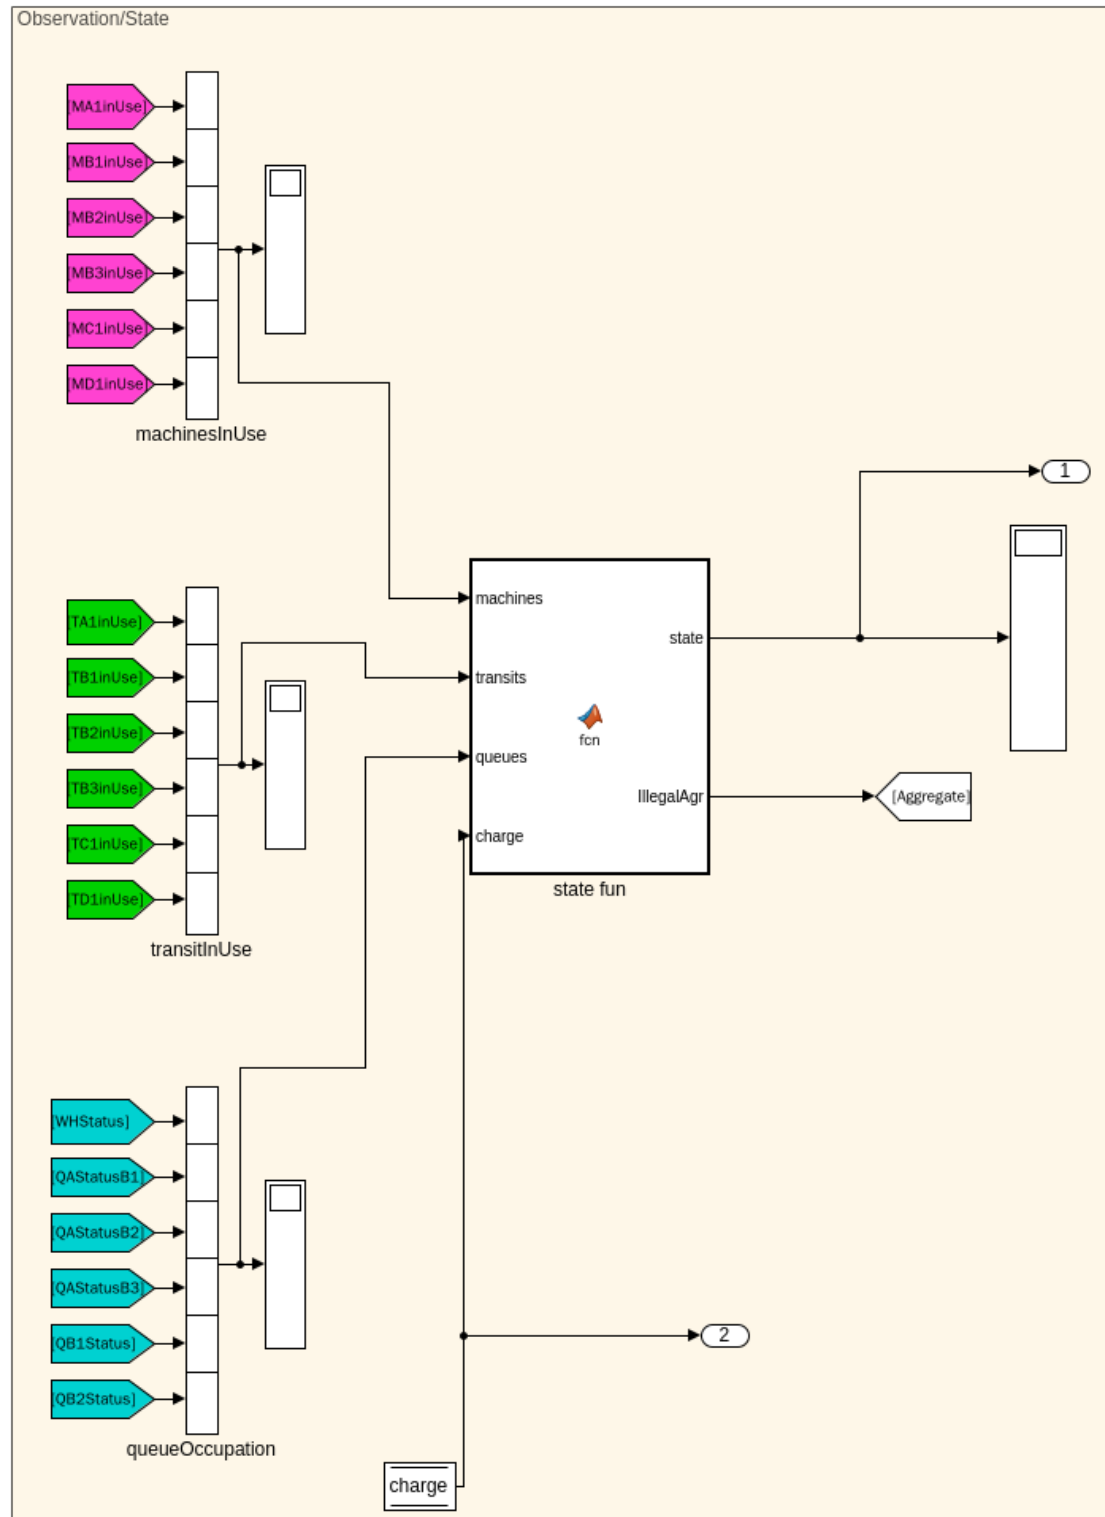 Observation/State
[MA1inUse]
[MB1inUse]
[MB2inUse]
[MB3inUse]
[MC1inUse]
[MD1inUse]
machinesInUse
1
[TA1inUse]
[TB1inUse]
[TB2inUse]
[TB3inUse]
[TC1inUse]
[TD1inUse]
transitInUse
machines
transits
queues
charge
state
IllegalAgr
fcn
state fun
[Aggregate]
[WHStatus]
[QAStatusB1]
[QAStatusB2]
[QAStatusB3]
[QB1Status]
[QB2Status]
queueOccupation
2
charge